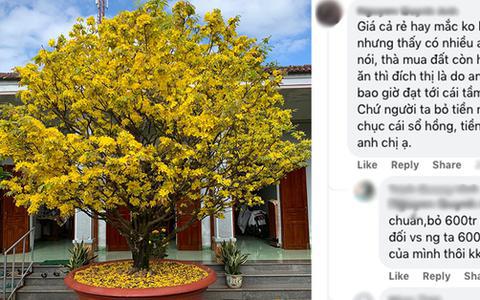 Giá cả rẻ hay mắc ko
nhưng thấy có nhiều
nói, thà mua đất còn
ăn thì đích thị là do
bao giờ đạt tới cái tầm
Chứ người ta bỏ tiền
chục cái sổ hồng, tiền
anh chị ạ.
Like Reply Share
chuẩn,bỏ 600tr
đối vs ng ta 600
của mình thôi kk
Like Reply